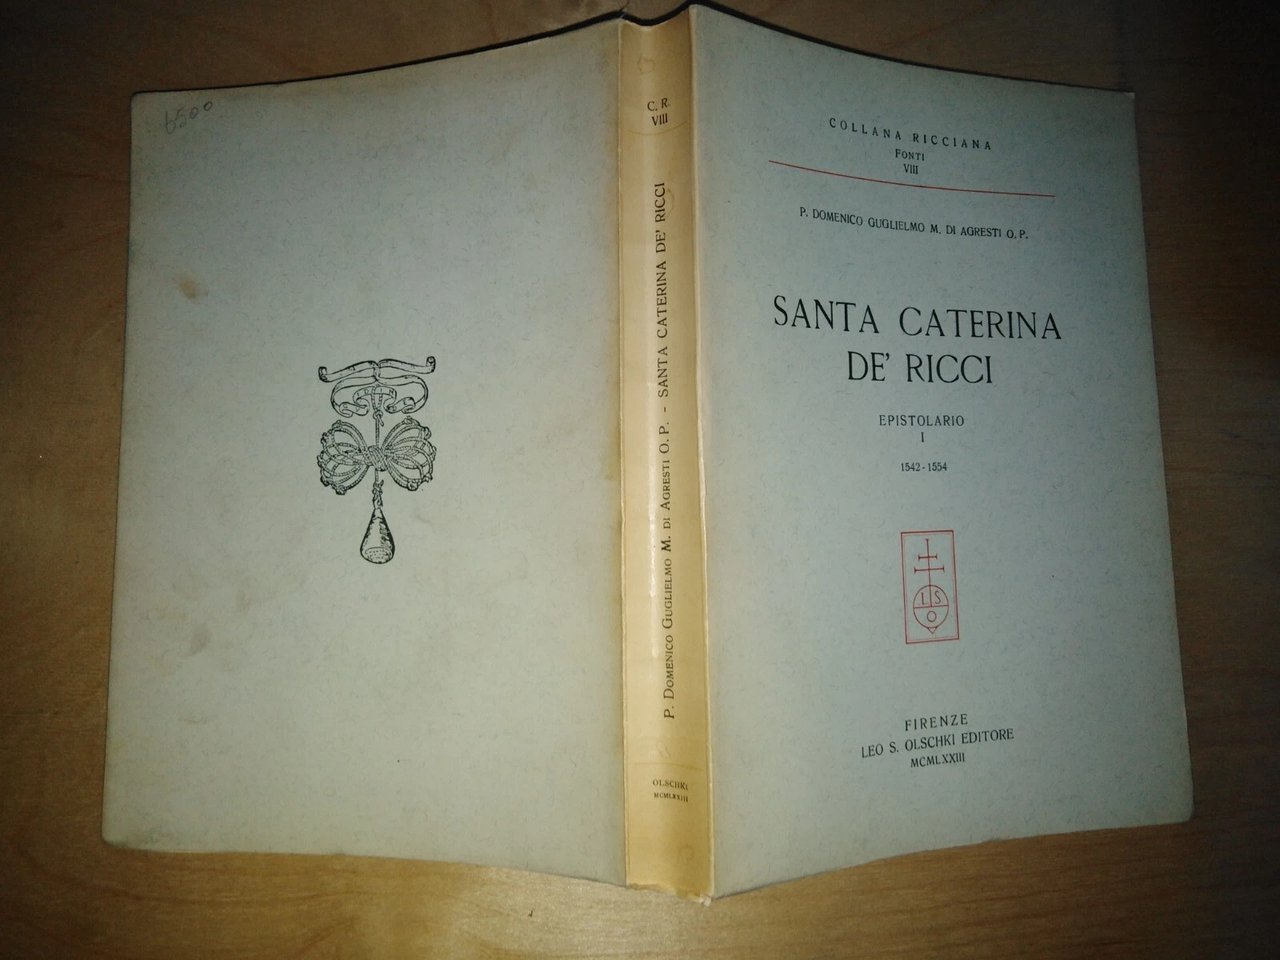 6500
C. R.
VIII
P. DOMENICO GUGLIELMO M. DI AGRESTI O. P. - SANTA CATERINA DE' RICCI
OLSCHKI
MCMLXXIII
COLLANA RICCIANA
FONTI
VIII
P. DOMENICO GUGLIELMO M. DI AGRESTI O. P.
SANTA CATERINA
DE' RICCI
EPISTOLARIO
I
1542 - 1554
L S
O
FIRENZE
LEO S. OLSCHKI EDITORE
MCMLXXIII